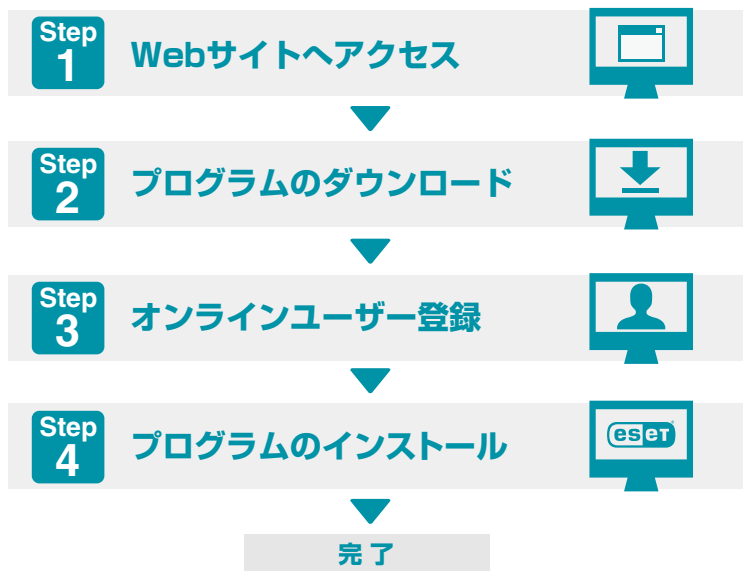 Step
1
Webサイトへアクセス
Step
2
プログラムのダウンロード
Step
3
オンラインユーザー登録
Step
4
プログラムのインストール
eseT
完了